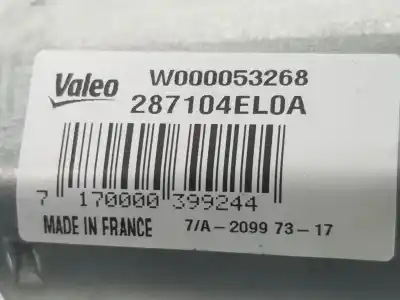 Valeo W000053268
287104EL0A
7 170000 399244
MADE IN FRANCE 7/A-2099 73-17